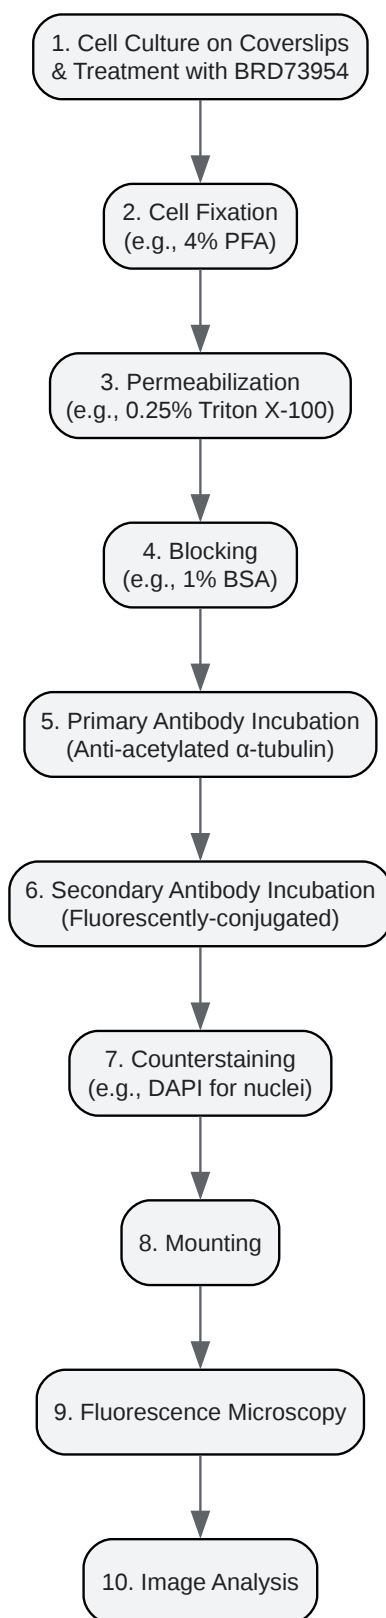 1. Cell Culture on Coverslips
& Treatment with BRD73954
2. Cell Fixation
(e.g., 4% PFA)
3. Permeabilization
(e.g., 0.25% Triton X-100)
4. Blocking
(e.g., 1% BSA)
5. Primary Antibody Incubation
(Anti-acetylated α-tubulin)
6. Secondary Antibody Incubation
(Fluorescently-conjugated)
7. Counterstaining
(e.g., DAPI for nuclei)
8. Mounting
9. Fluorescence Microscopy
10. Image Analysis